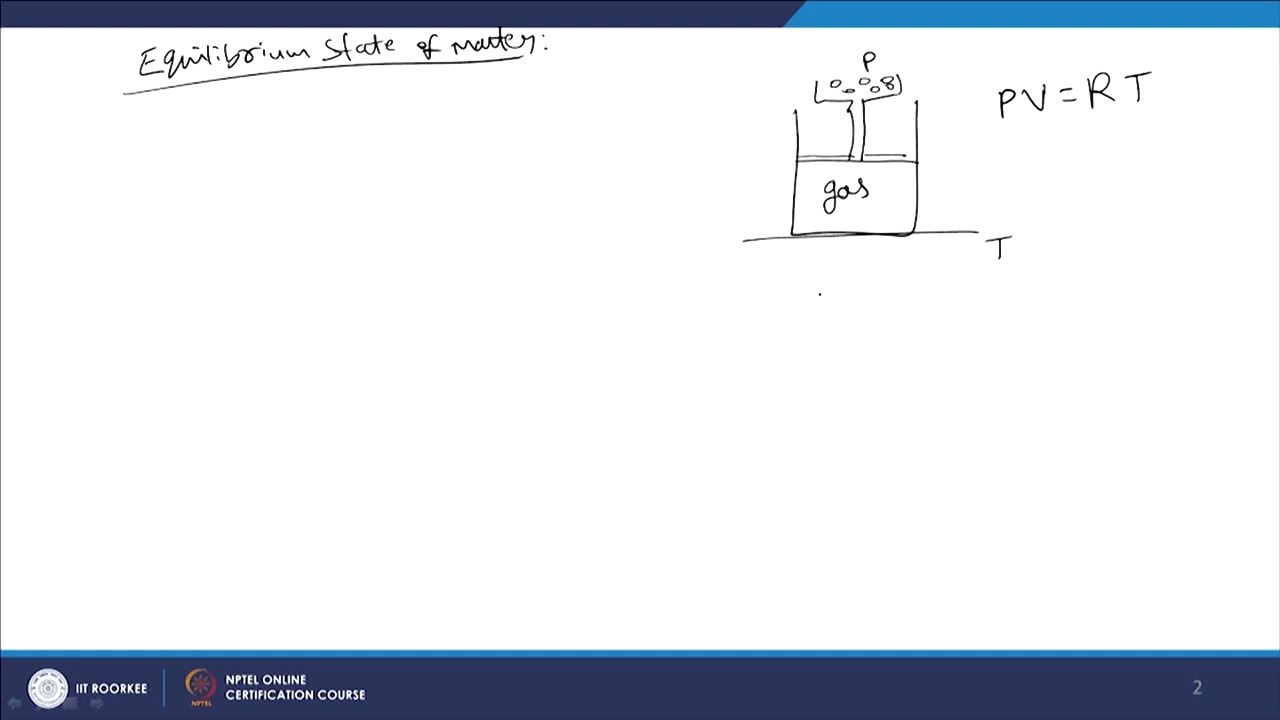 Equilibrium State of matter:
P
PV = RT
gas
T
IIT ROORKEE
NPTEL ONLINE
CERTIFICATION COURSE
NPTEL
2